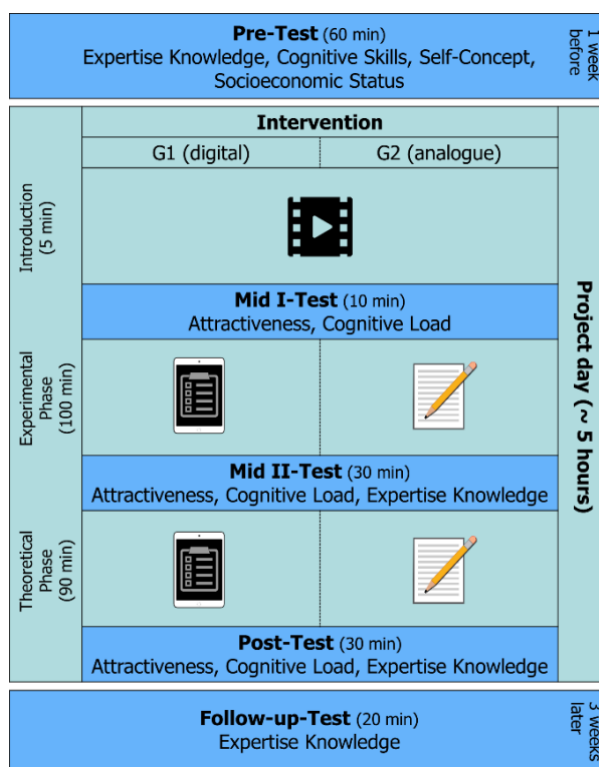 Pre-Test (60 min)
Expertise Knowledge, Cognitive Skills, Self-Concept,
Socioeconomic Status
1 week
before
Intervention
G1 (digital)
G2 (analogue)
Introduction
(5 min)
Mid I-Test (10 min)
Attractiveness, Cognitive Load
Experimental
Phase
(100 min)
Mid II-Test (30 min)
Attractiveness, Cognitive Load, Expertise Knowledge
Theoretical
Phase
(90 min)
Post-Test (30 min)
Attractiveness, Cognitive Load, Expertise Knowledge
Project day (~ 5 hours)
Follow-up-Test (20 min)
Expertise Knowledge
3 weeks
later